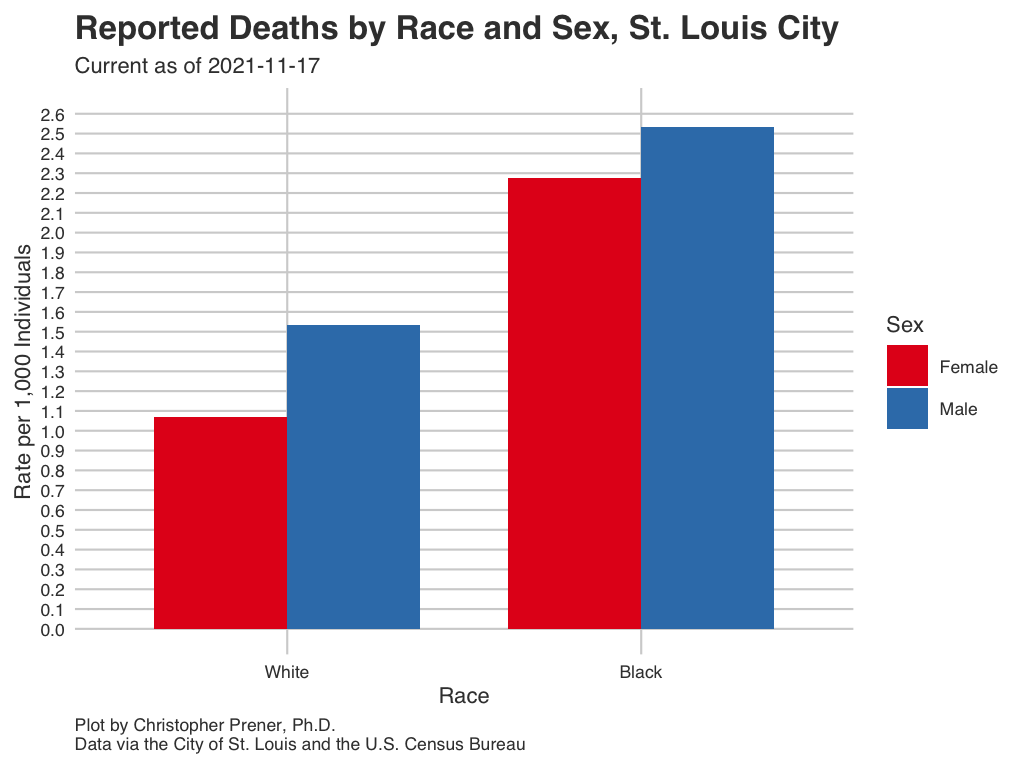 Reported Deaths by Race and Sex, St. Louis City
Current as of 2021-11-17
Rate per 1,000 Individuals
2.6
2.5
2.4
2.3
2.2
2.1
2.0
1.9
1.8
1.7
1.6
1.5
1.4
1.3
1.2
1.1
1.0
0.9
0.8
0.7
0.6
0.5
0.4
0.3
0.2
0.1
0.0
White
Black
Race
Sex
Female
Male
Plot by Christopher Prener, Ph.D.
Data via the City of St. Louis and the U.S. Census Bureau